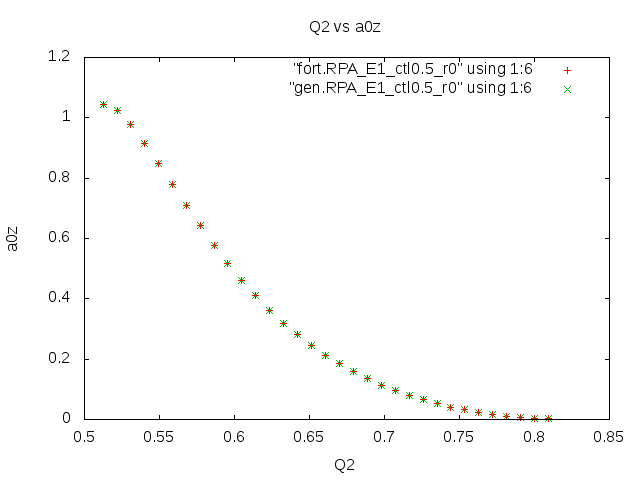 Q2 vs a0z
1.2
"fort.RPA_E1_ctl0.5_r0" using 1:6
"gen.RPA_E1_ctl0.5_r0" using 1:6
1
0.8
0.6
0.4
0.2
0
a0z
0.5 0.55 0.6 0.65 0.7 0.75 0.8 0.85
Q2